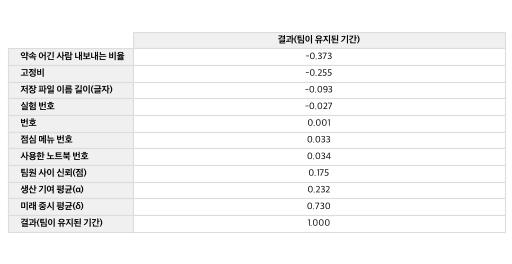 결과(팀이 유지된 기간)
약속 어긴 사람 내보내는 비율 -0.373
고정비 -0.255
저장 파일 이름 길이(글자) -0.093
실험 번호 -0.027
번호 0.001
점심 메뉴 번호 0.033
사용한 노트북 번호 0.034
팀원 사이 신뢰(점) 0.175
생산 기여 평균(α) 0.232
미래 중시 평균(δ) 0.730
결과(팀이 유지된 기간) 1.000